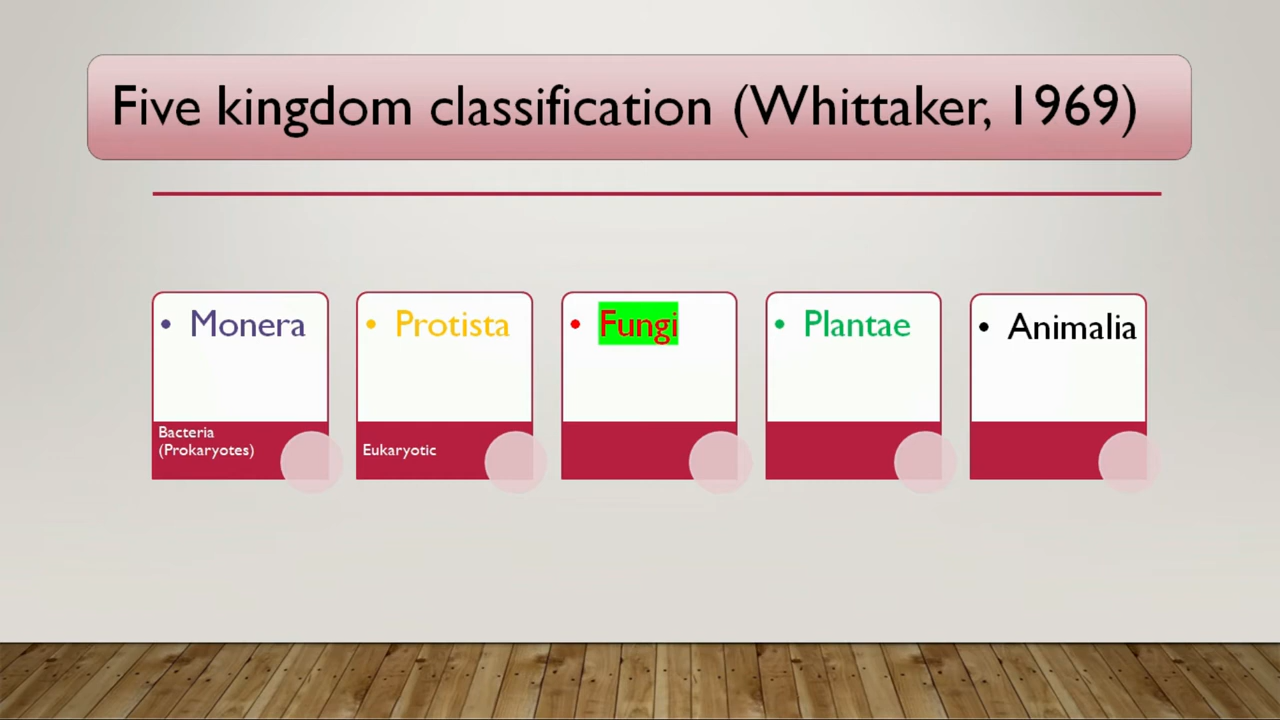 Five kingdom classification (Whittaker, 1969)
• Monera
• Protista
• Fungi
• Plantae
• Animalia
Bacteria
(Prokaryotes)
Eukaryotic